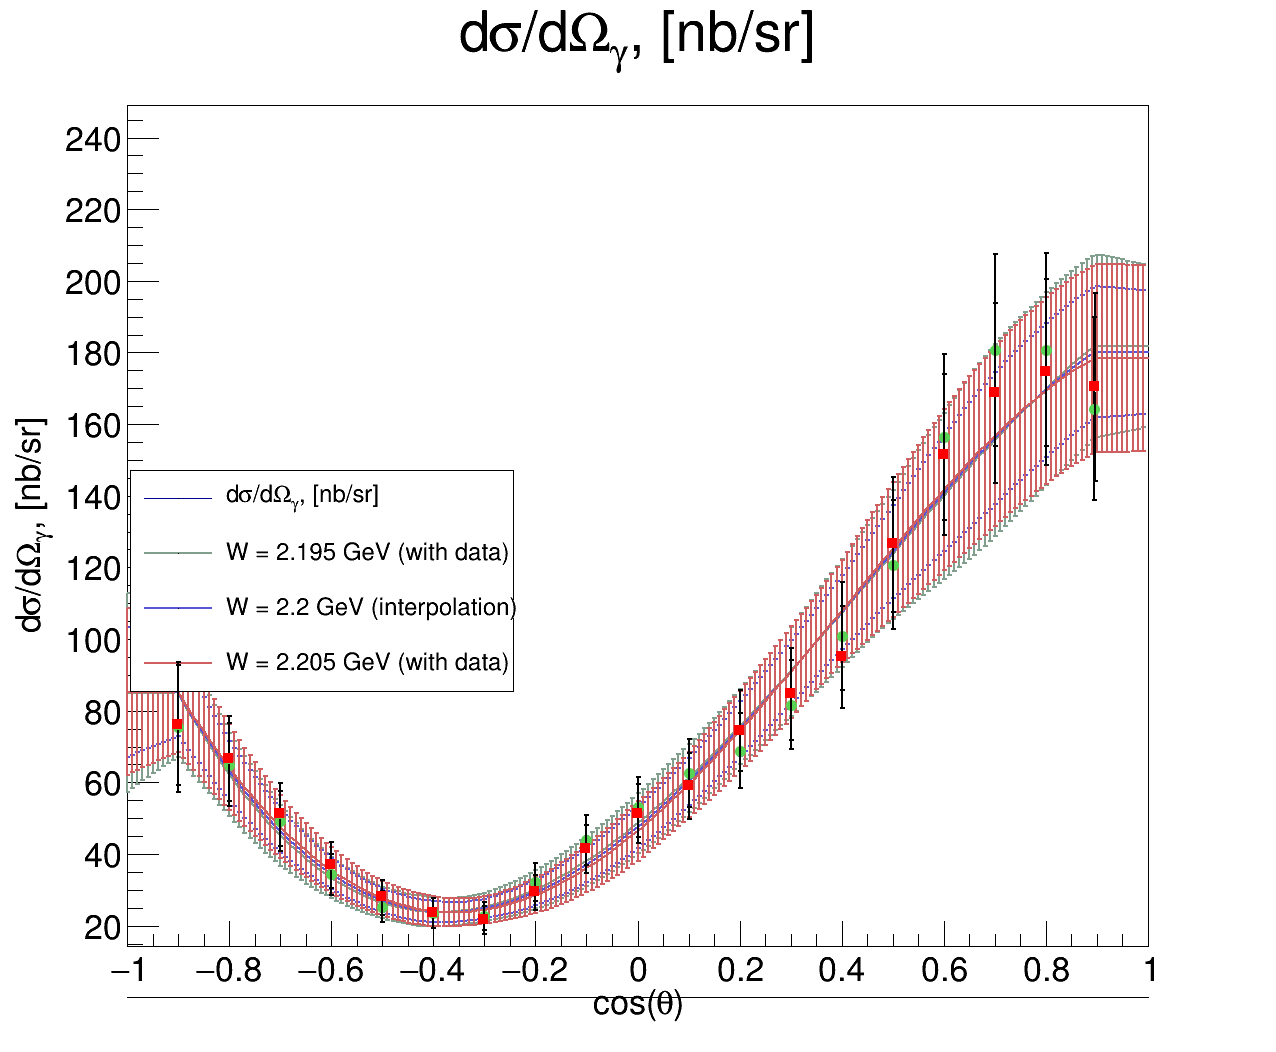 dσ/dΩγ, [nb/sr]
240
220
200
180
160
140
120
100
80
60
40
20
dσ/dΩγ, [nb/sr]
dσ/dΩγ, [nb/sr]
W = 2.195 GeV (with data)
W = 2.2 GeV (interpolation)
W = 2.205 GeV (with data)
−1 −0.8 −0.6 −0.4 −0.2 0 0.2 0.4 0.6 0.8 1
cos(θ)